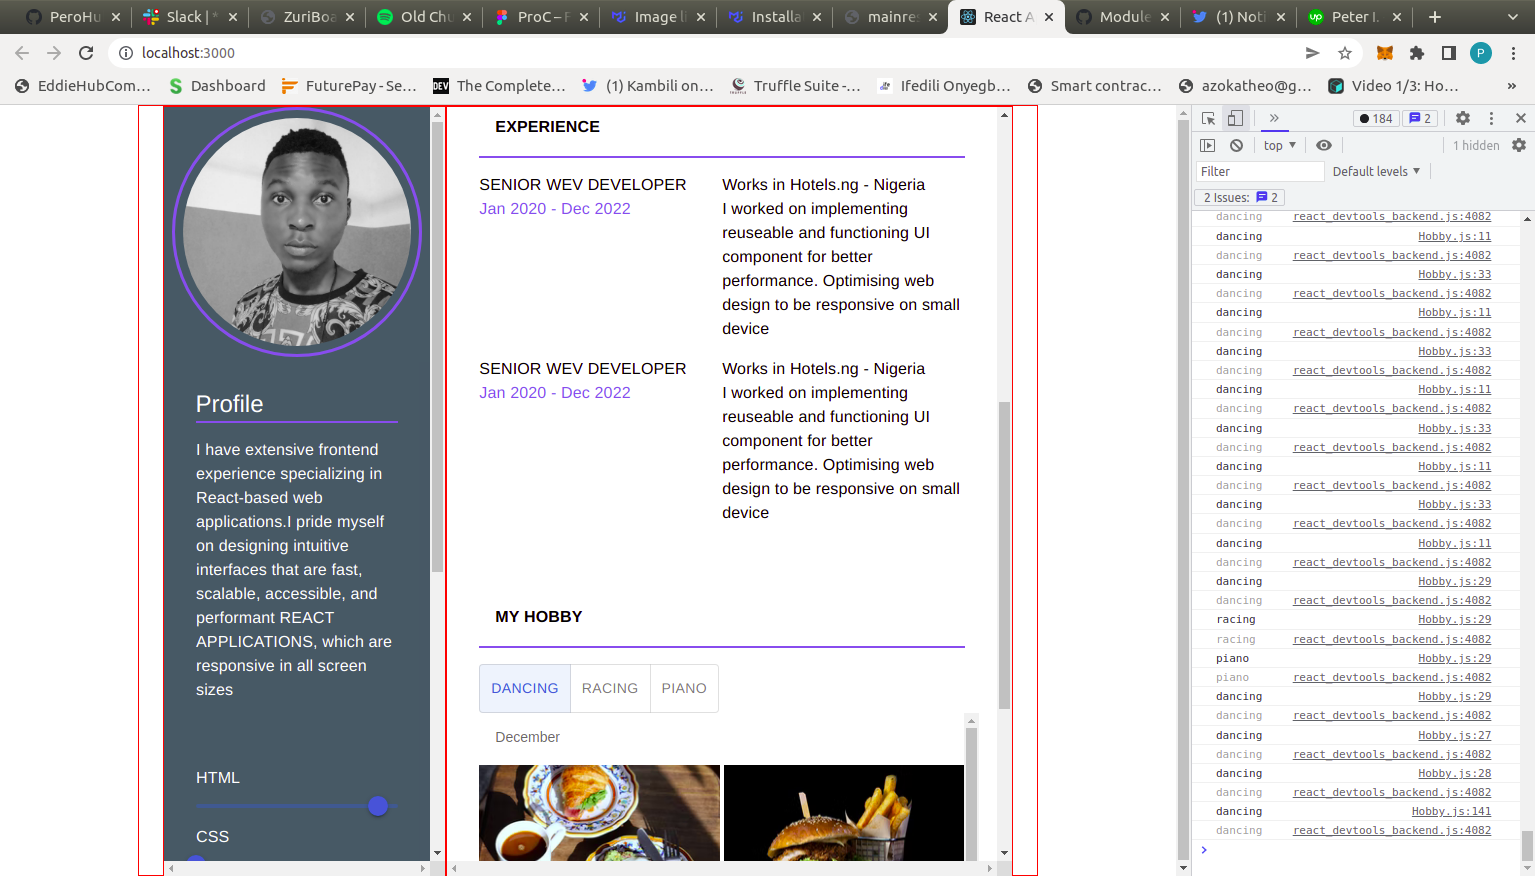 PeroHu
Slack | *
ZuriBoa
Old Chu
ProC – F
Image li
Installa
mainres
React A
Module
(1) Noti
Peter I.
localhost:3000
P
EddieHubCom...
Dashboard
FuturePay - Se...
DEV The Complete...
(1) Kambili on...
Truffle Suite -...
Ifedili Onyegb...
Smart contrac...
azokatheo@g...
Video 1/3: Ho...
»
Profile
I have extensive frontend
experience specializing in
React-based web
applications.I pride myself
on designing intuitive
interfaces that are fast,
scalable, accessible, and
performant REACT
APPLICATIONS, which are
responsive in all screen
sizes
HTML
CSS
EXPERIENCE
SENIOR WEV DEVELOPER
Jan 2020 - Dec 2022
Works in Hotels.ng - Nigeria
I worked on implementing
reuseable and functioning UI
component for better
performance. Optimising web
design to be responsive on small
device
SENIOR WEV DEVELOPER
Jan 2020 - Dec 2022
Works in Hotels.ng - Nigeria
I worked on implementing
reuseable and functioning UI
component for better
performance. Optimising web
design to be responsive on small
device
MY HOBBY
DANCING RACING PIANO
December
» 184 2
top 1 hidden
Filter Default levels
2 Issues: 2
dancing react_devtools_backend.js:4082
dancing Hobby.js:11
dancing react_devtools_backend.js:4082
dancing Hobby.js:33
dancing react_devtools_backend.js:4082
dancing Hobby.js:11
dancing react_devtools_backend.js:4082
dancing Hobby.js:33
dancing react_devtools_backend.js:4082
dancing Hobby.js:11
dancing react_devtools_backend.js:4082
dancing Hobby.js:33
dancing react_devtools_backend.js:4082
dancing Hobby.js:11
dancing react_devtools_backend.js:4082
dancing Hobby.js:33
dancing react_devtools_backend.js:4082
dancing Hobby.js:11
dancing react_devtools_backend.js:4082
dancing Hobby.js:29
dancing react_devtools_backend.js:4082
racing Hobby.js:29
racing react_devtools_backend.js:4082
piano Hobby.js:29
piano react_devtools_backend.js:4082
dancing Hobby.js:29
dancing react_devtools_backend.js:4082
dancing Hobby.js:27
dancing react_devtools_backend.js:4082
dancing Hobby.js:28
dancing react_devtools_backend.js:4082
dancing Hobby.js:141
dancing react_devtools_backend.js:4082